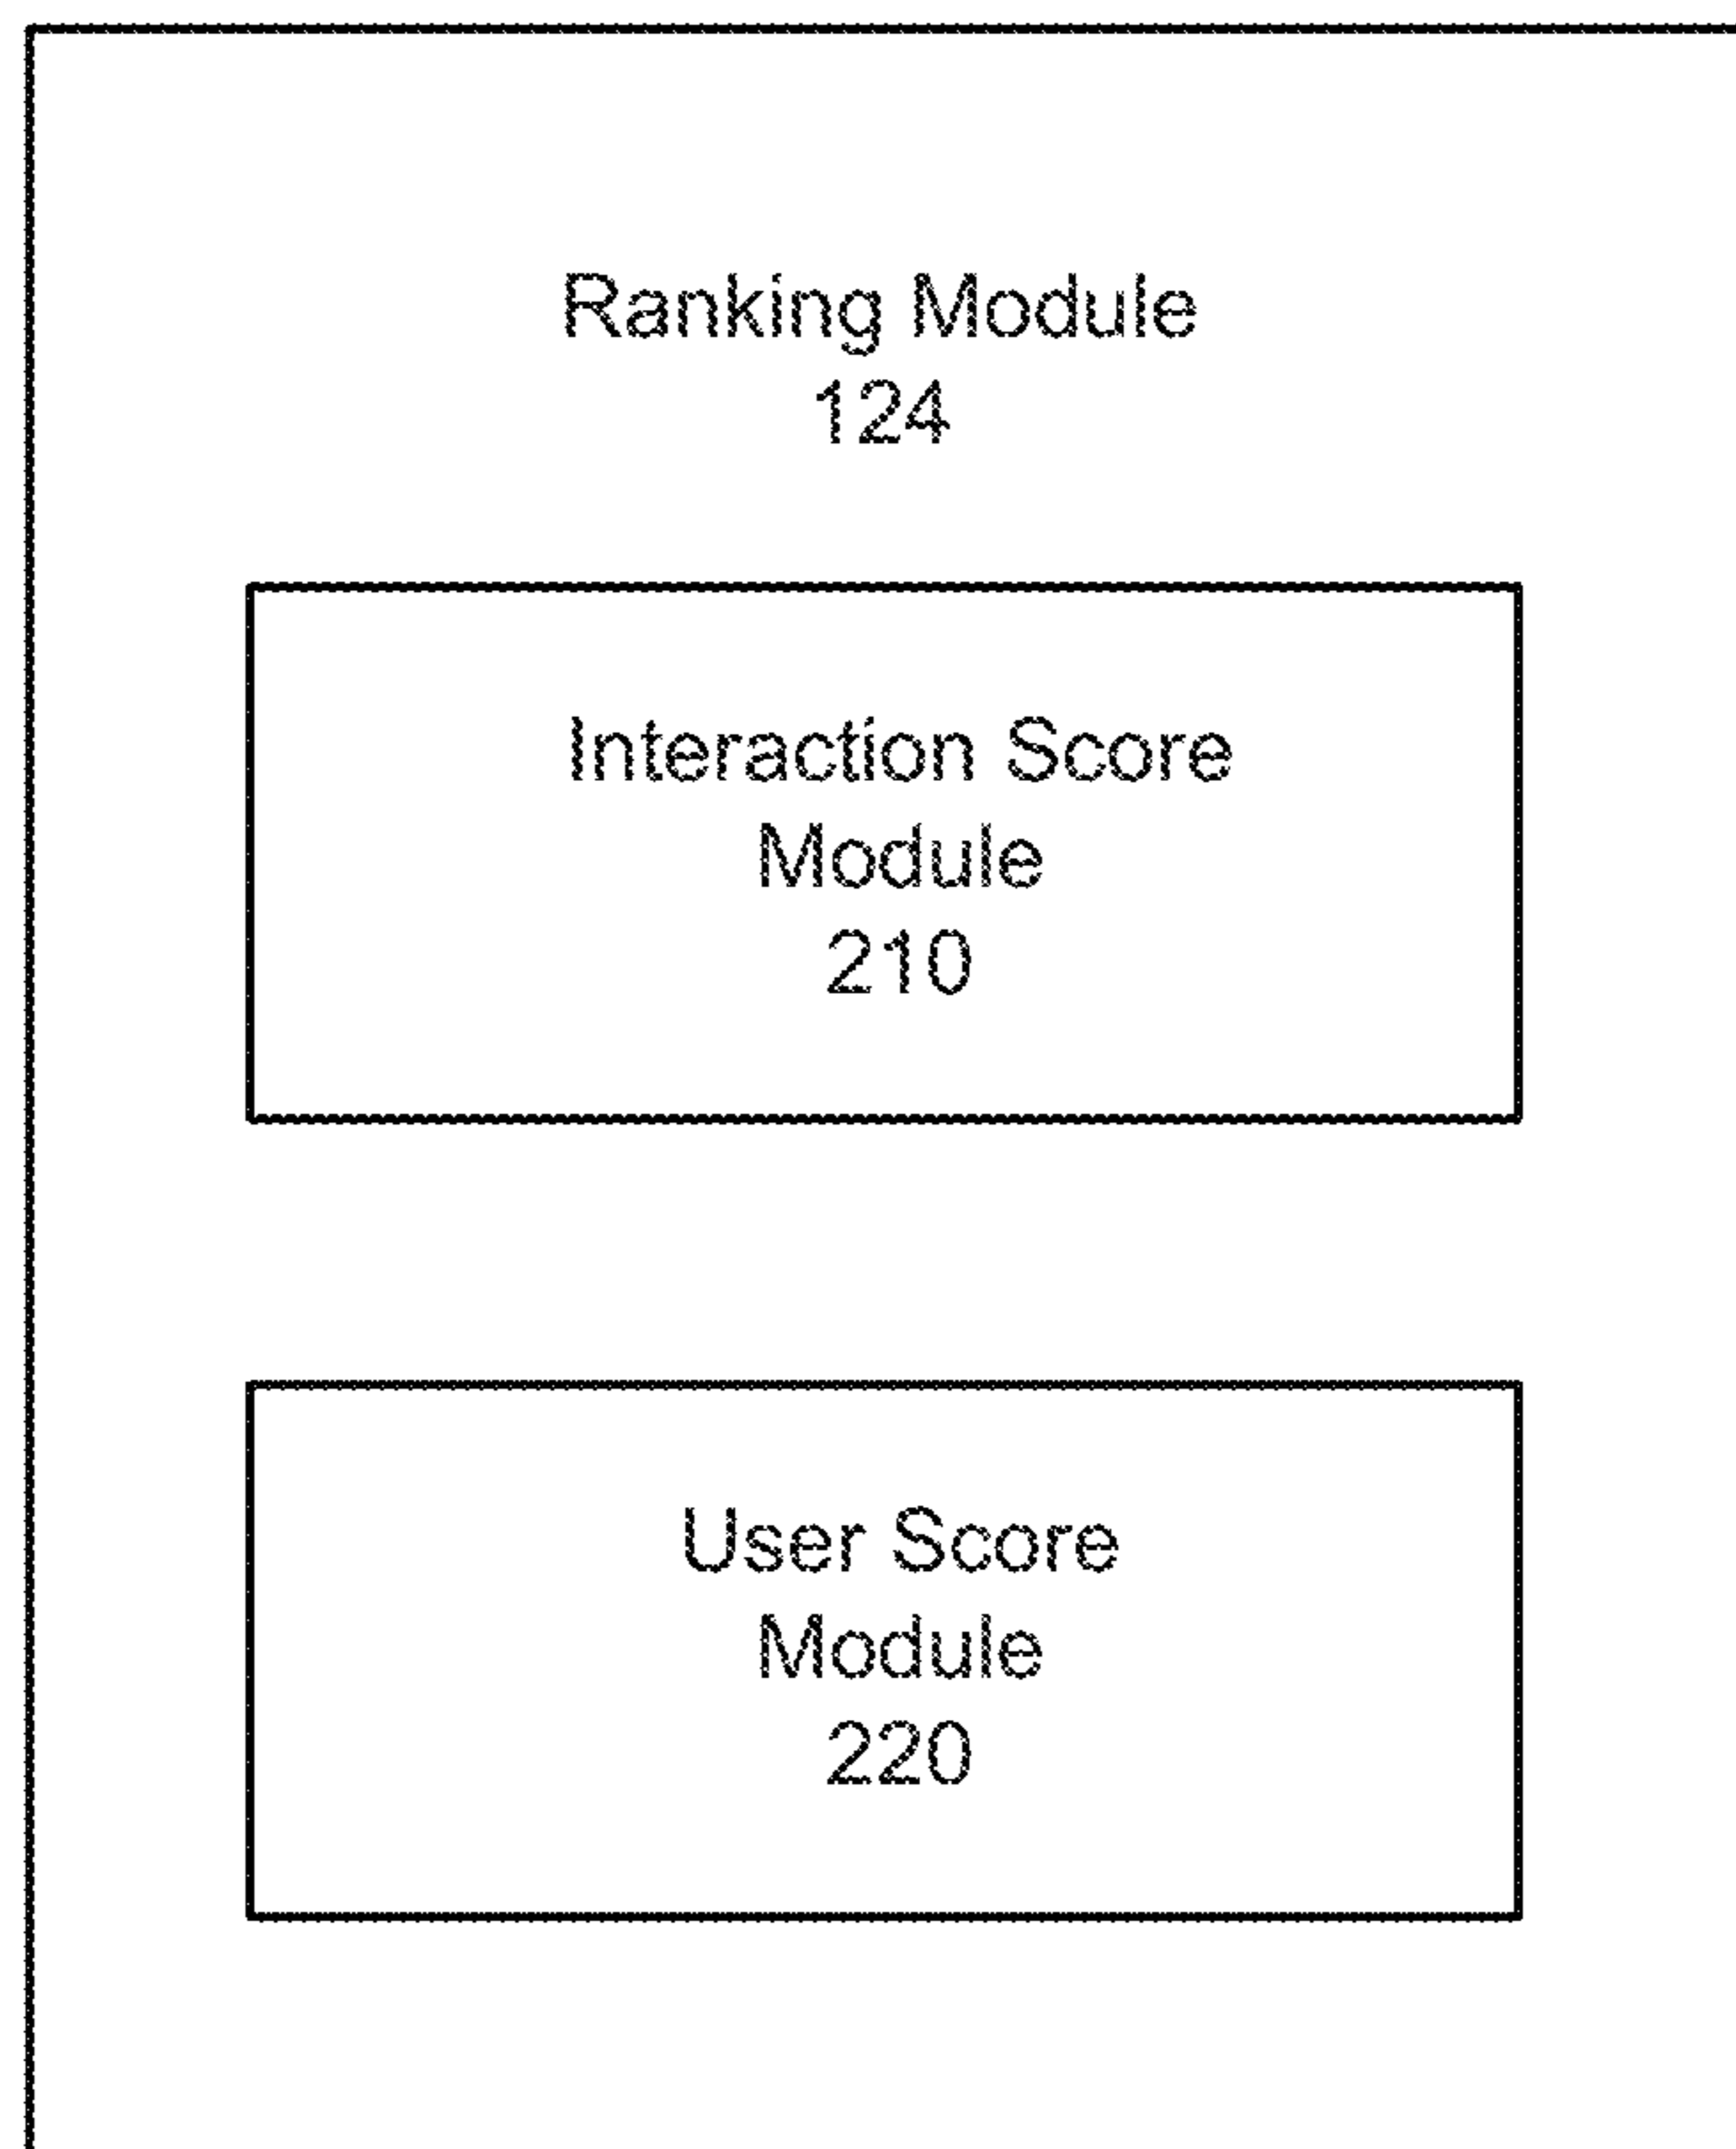 Ranking Module
124
Interaction Score
Module
210
User Score
Module
220